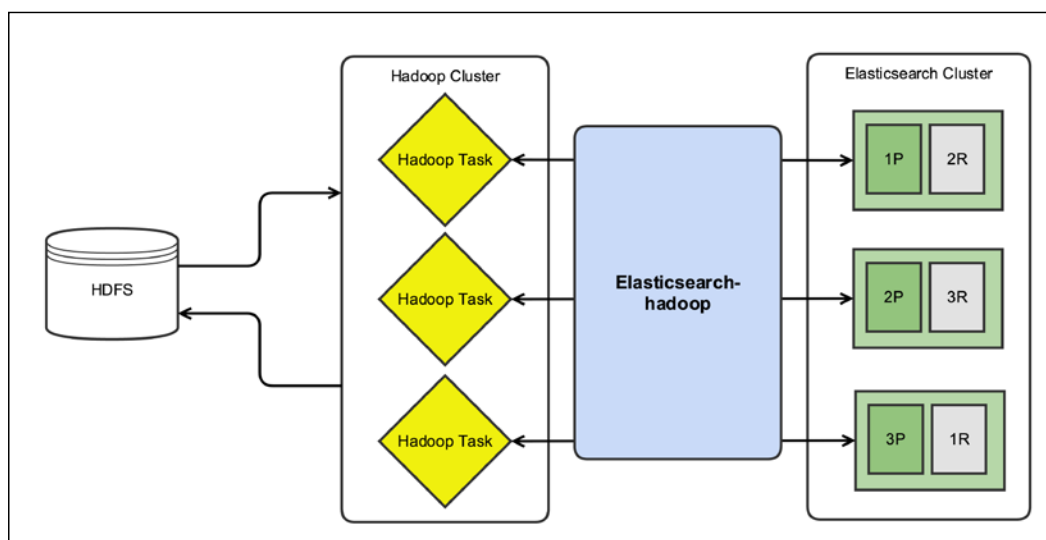 HDFS
Hadoop Cluster
Hadoop Task
Hadoop Task
Hadoop Task
Elasticsearch-
hadoop
Elasticsearch Cluster
1P 2R
2P 3R
3P 1R